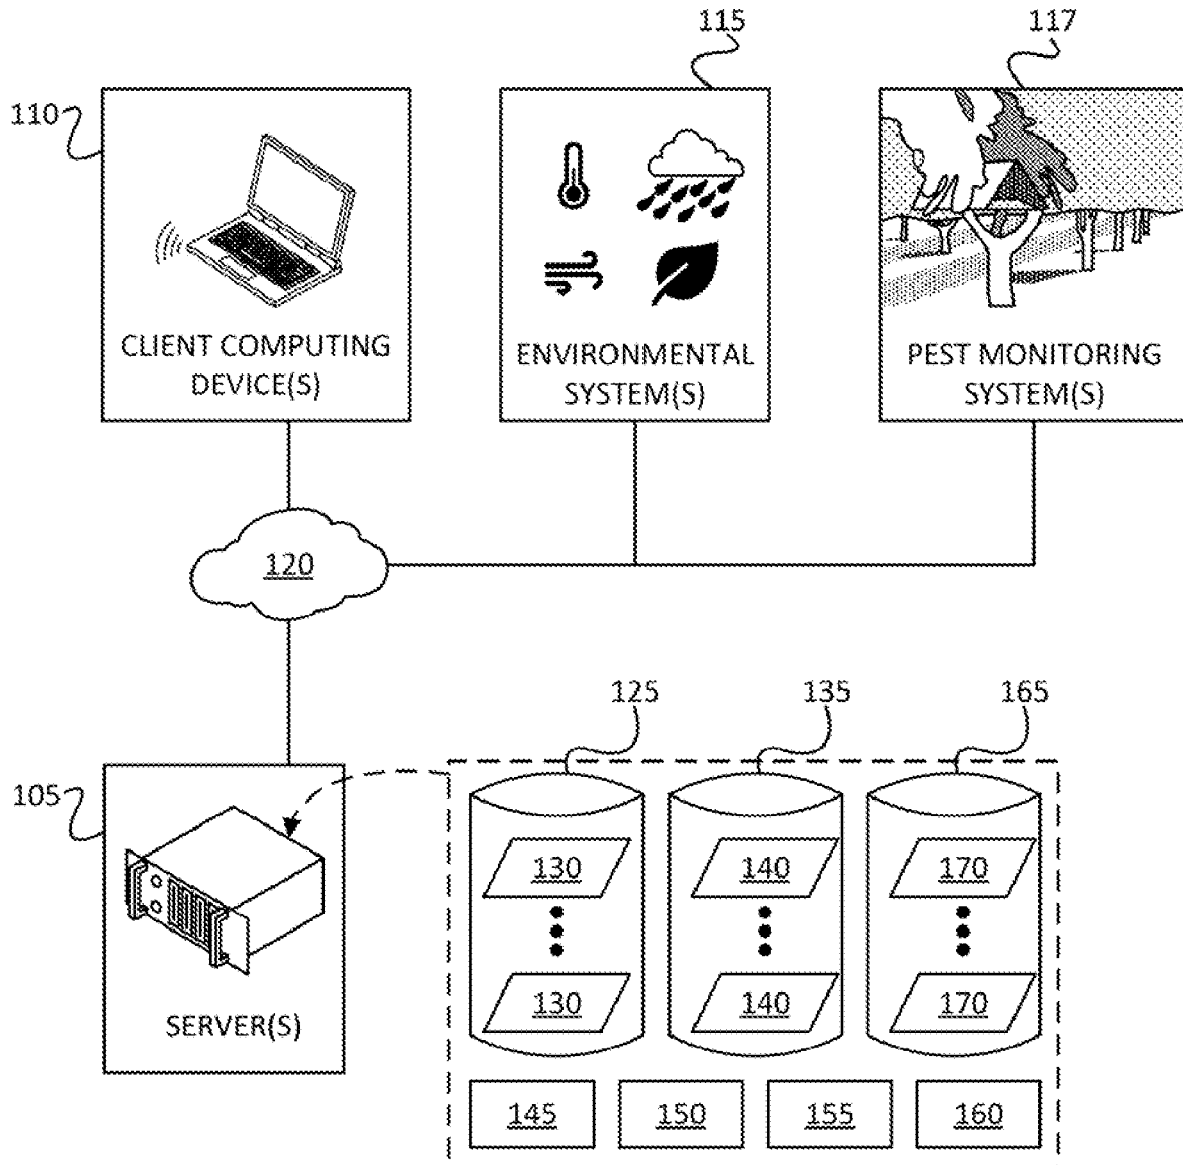 115
117
110
CLIENT COMPUTING
DEVICE(S)
ENVIRONMENTAL
SYSTEM(S)
PEST MONITORING
SYSTEM(S)
120
125
135
165
105
130
140
170
130
140
170
SERVER(S)
145
150
155
160